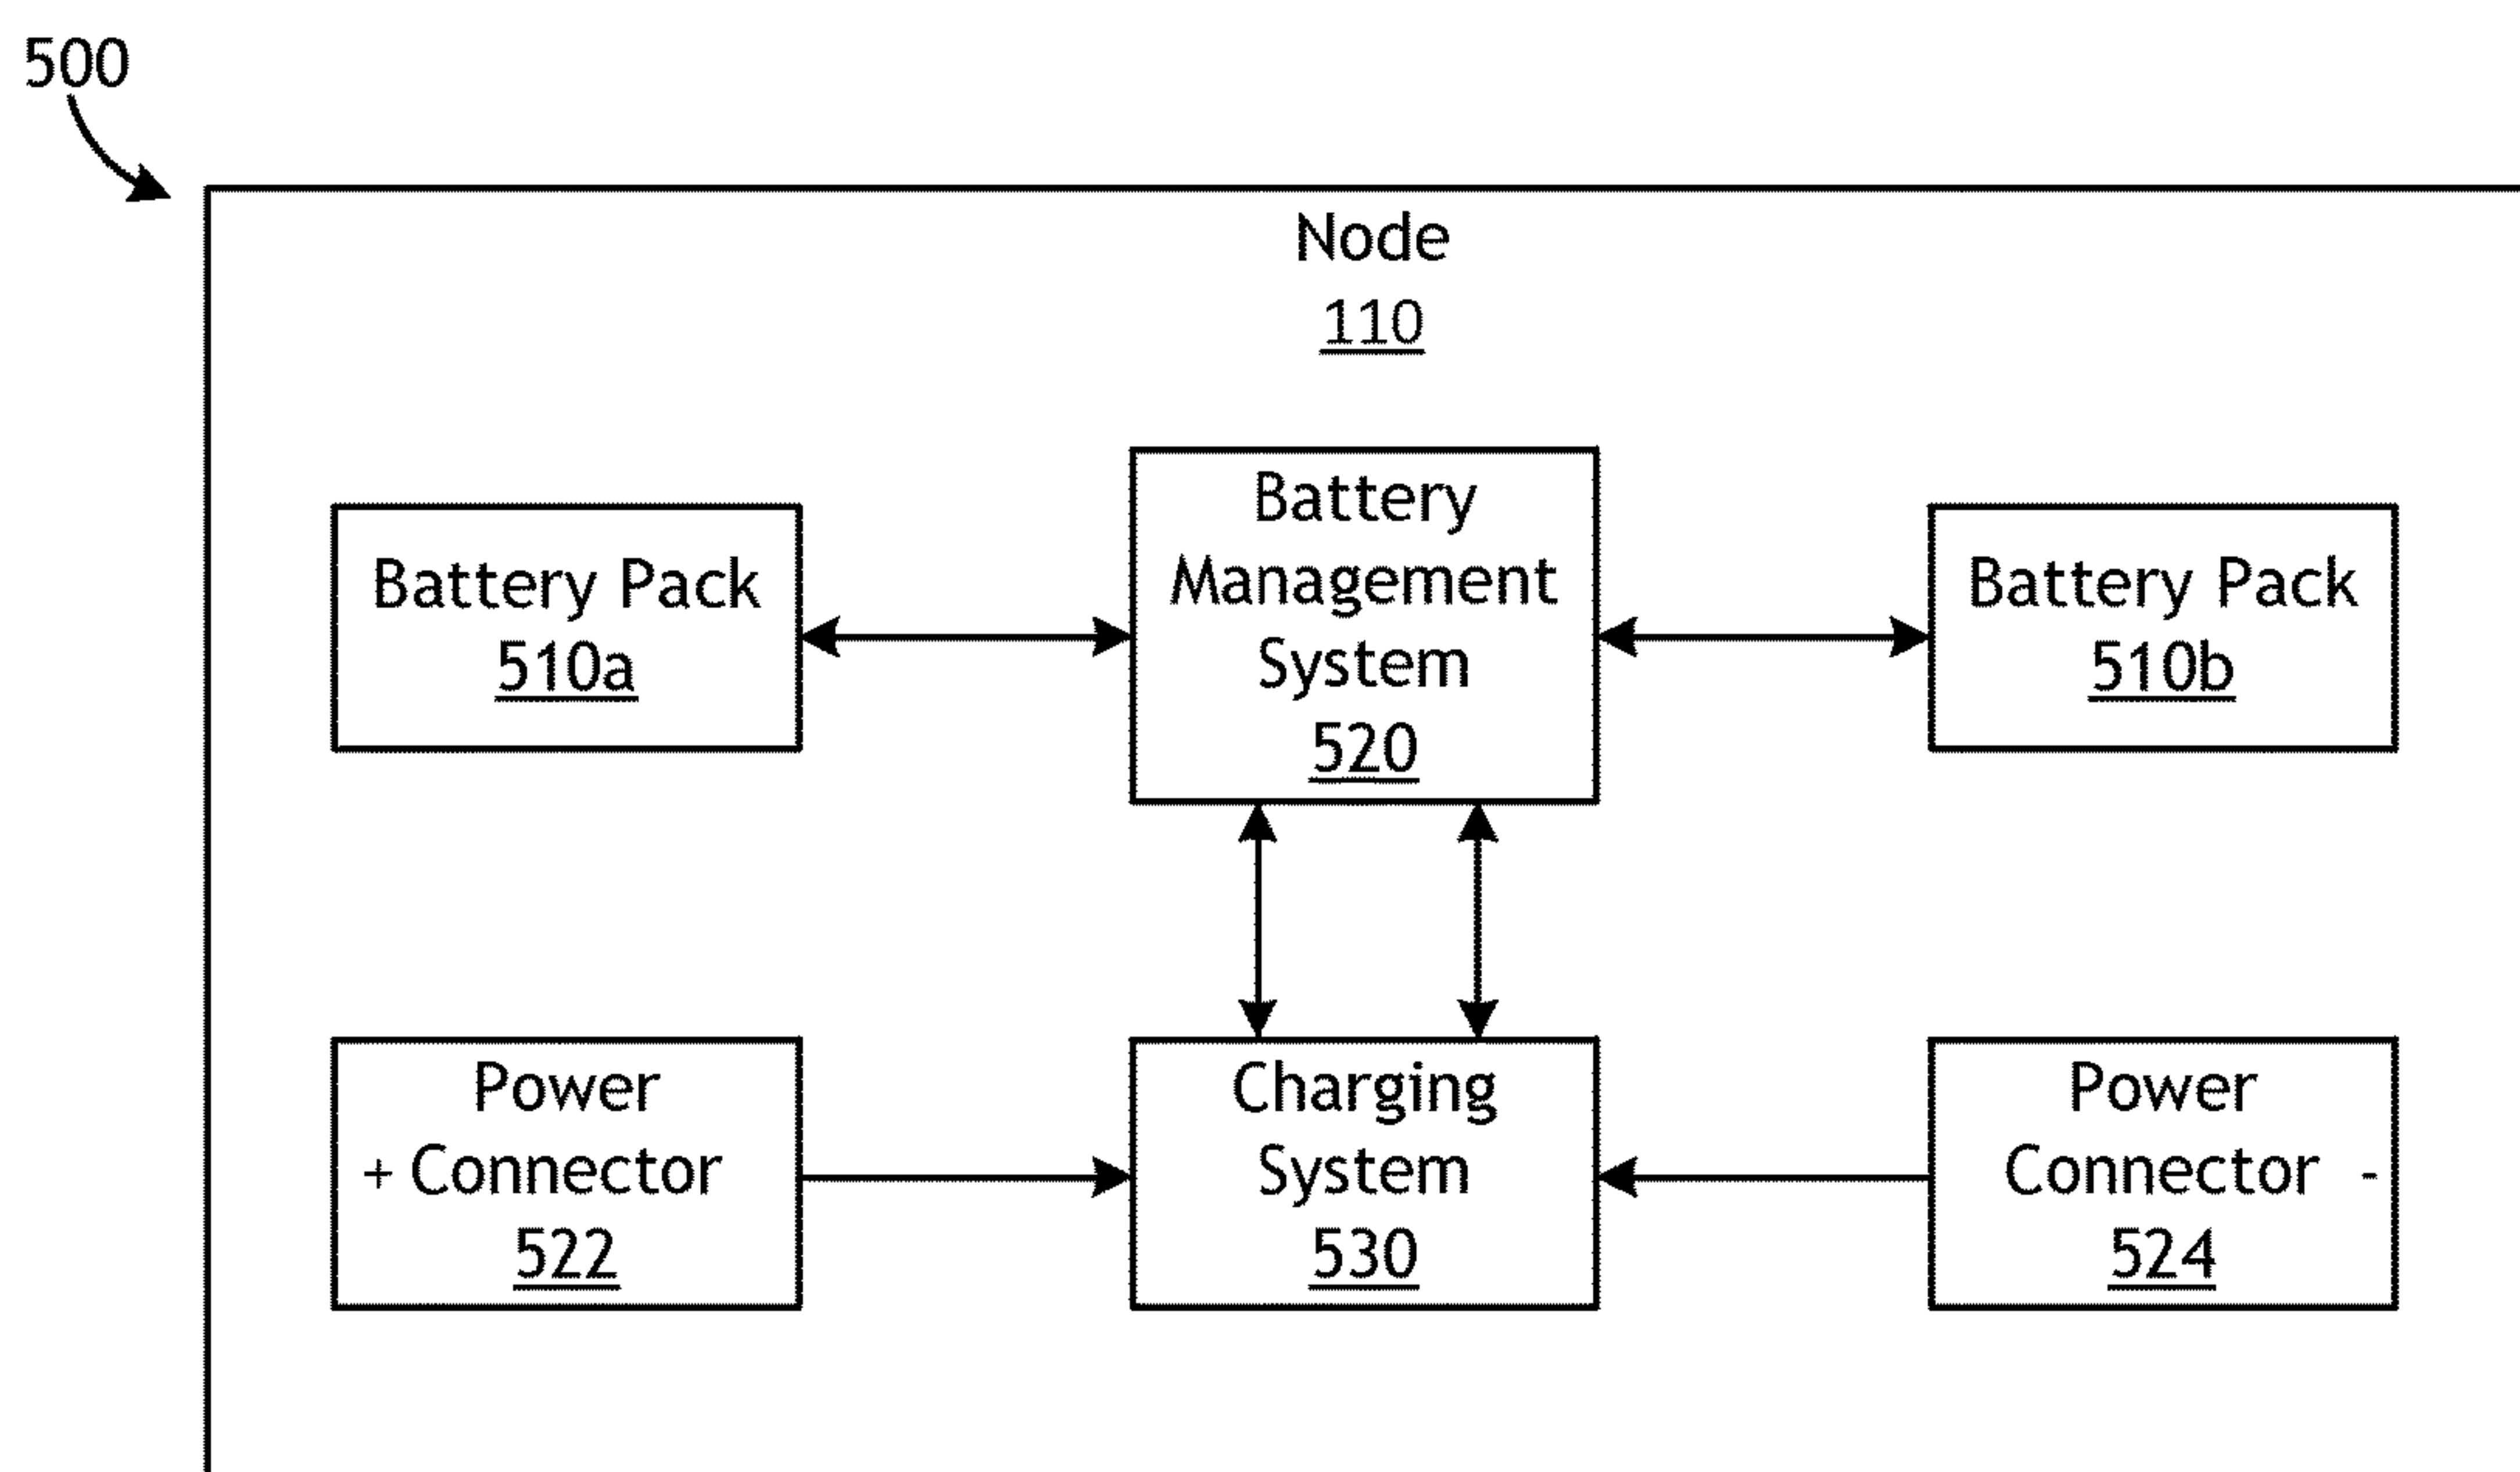 500
Node
110
Battery Pack
510a
Battery
Management
System
520
Battery Pack
510b
Power
+ Connector
522
Charging
System
530
Power
Connector -
524